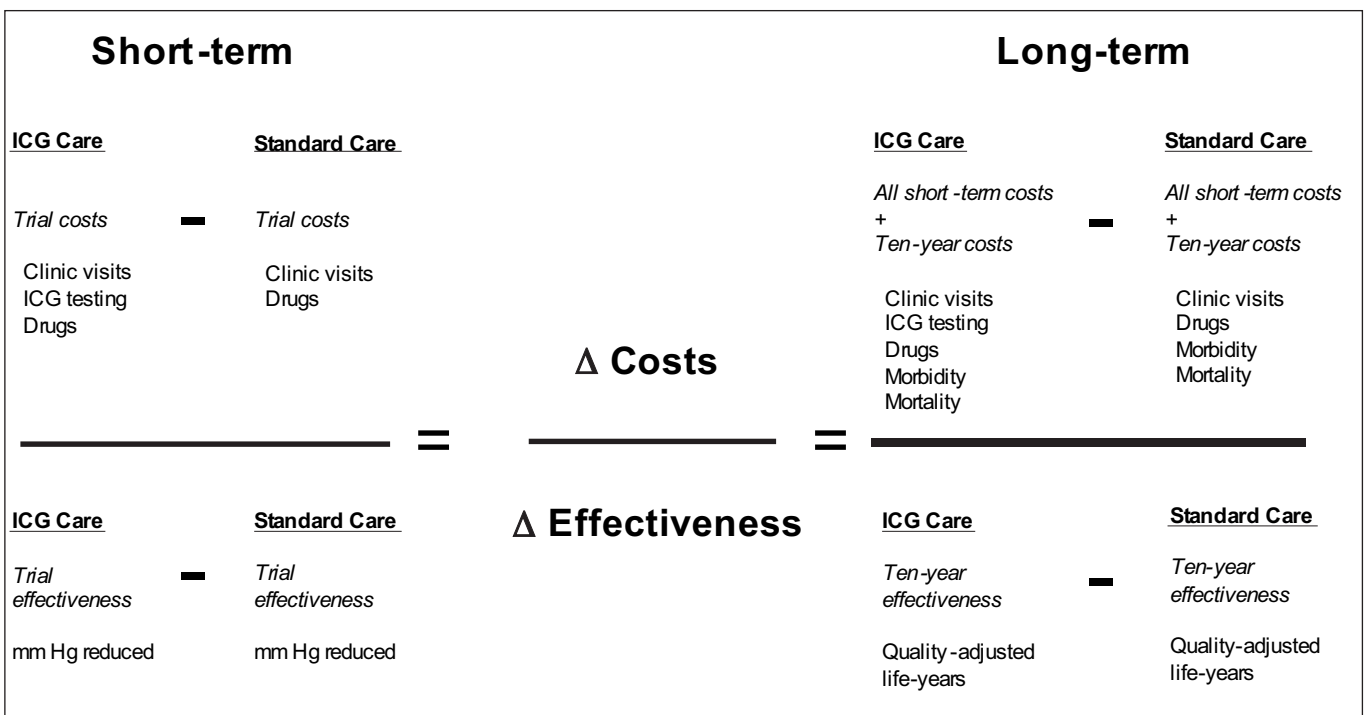 Short-term
Long-term
ICG Care
Standard Care
Trial costs - Trial costs
Clinic visits
ICG testing
Drugs
Clinic visits
Drugs
Δ Costs
ICG Care
Standard Care
All short-term costs
+
Ten-year costs
-
All short-term costs
+
Ten-year costs
Clinic visits
ICG testing
Drugs
Morbidity
Mortality
Clinic visits
Drugs
Morbidity
Mortality
=
=
ICG Care
Standard Care
Trial
effectiveness
-
Trial
effectiveness
mm Hg reduced
mm Hg reduced
Δ Effectiveness
ICG Care
Standard Care
Ten-year
effectiveness
-
Ten-year
effectiveness
Quality-adjusted
life-years
Quality-adjusted
life-years